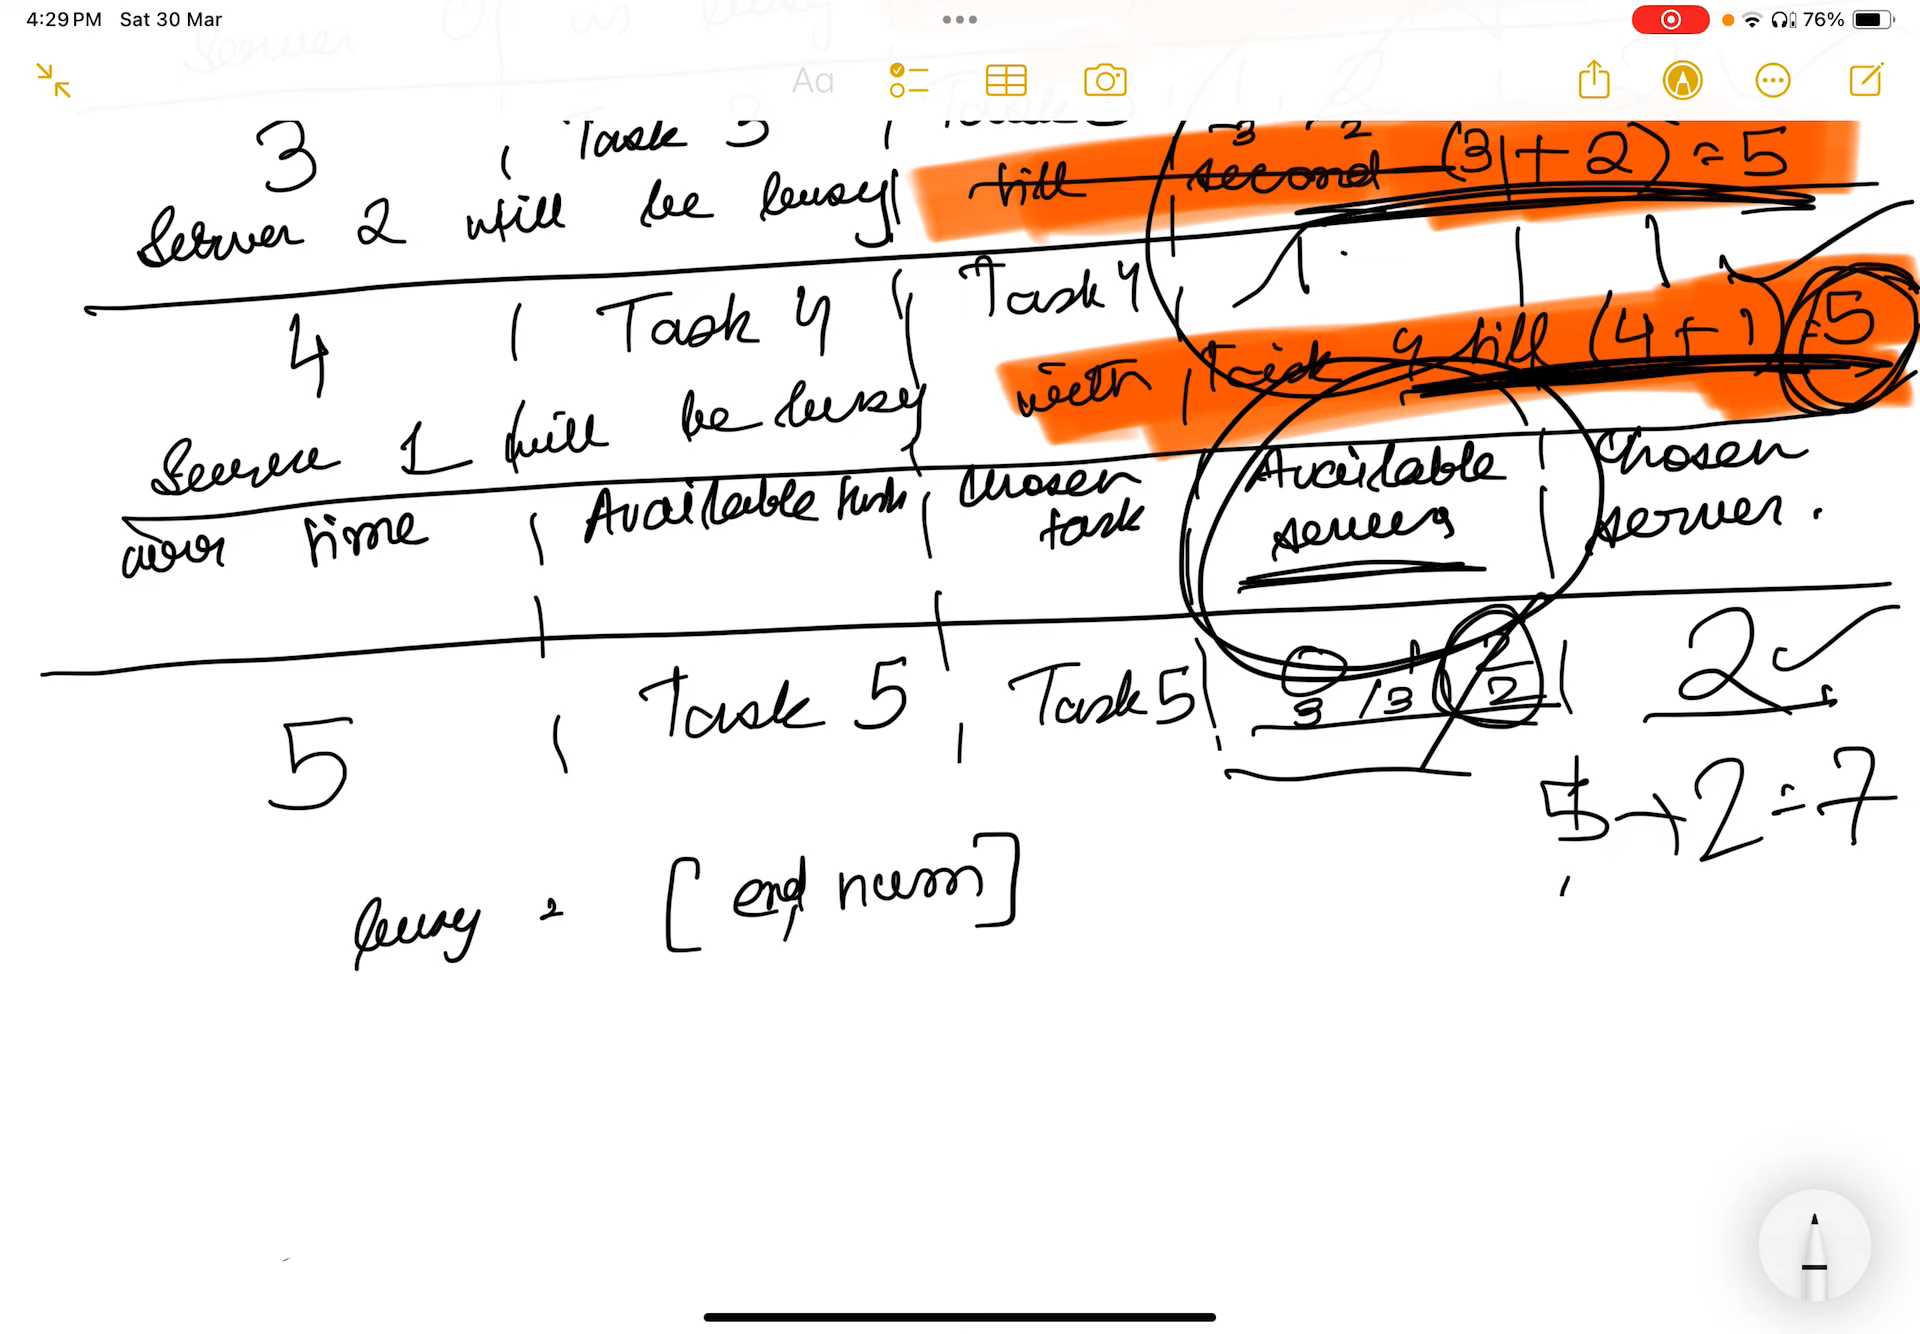 4:29 PM Sat 30 Mar 76%
Aa
server
3 Task 3
3 2
Server 2 will be busy till second (3+2) = 5
4 Task 4 Task 4 1 1
Server 1 will be busy with Task 4 till (4+1) = 5
time Available task chosen task Available servers chosen server.
5 Task 5 Task 5 2
5+2=7
busy = [end, num]